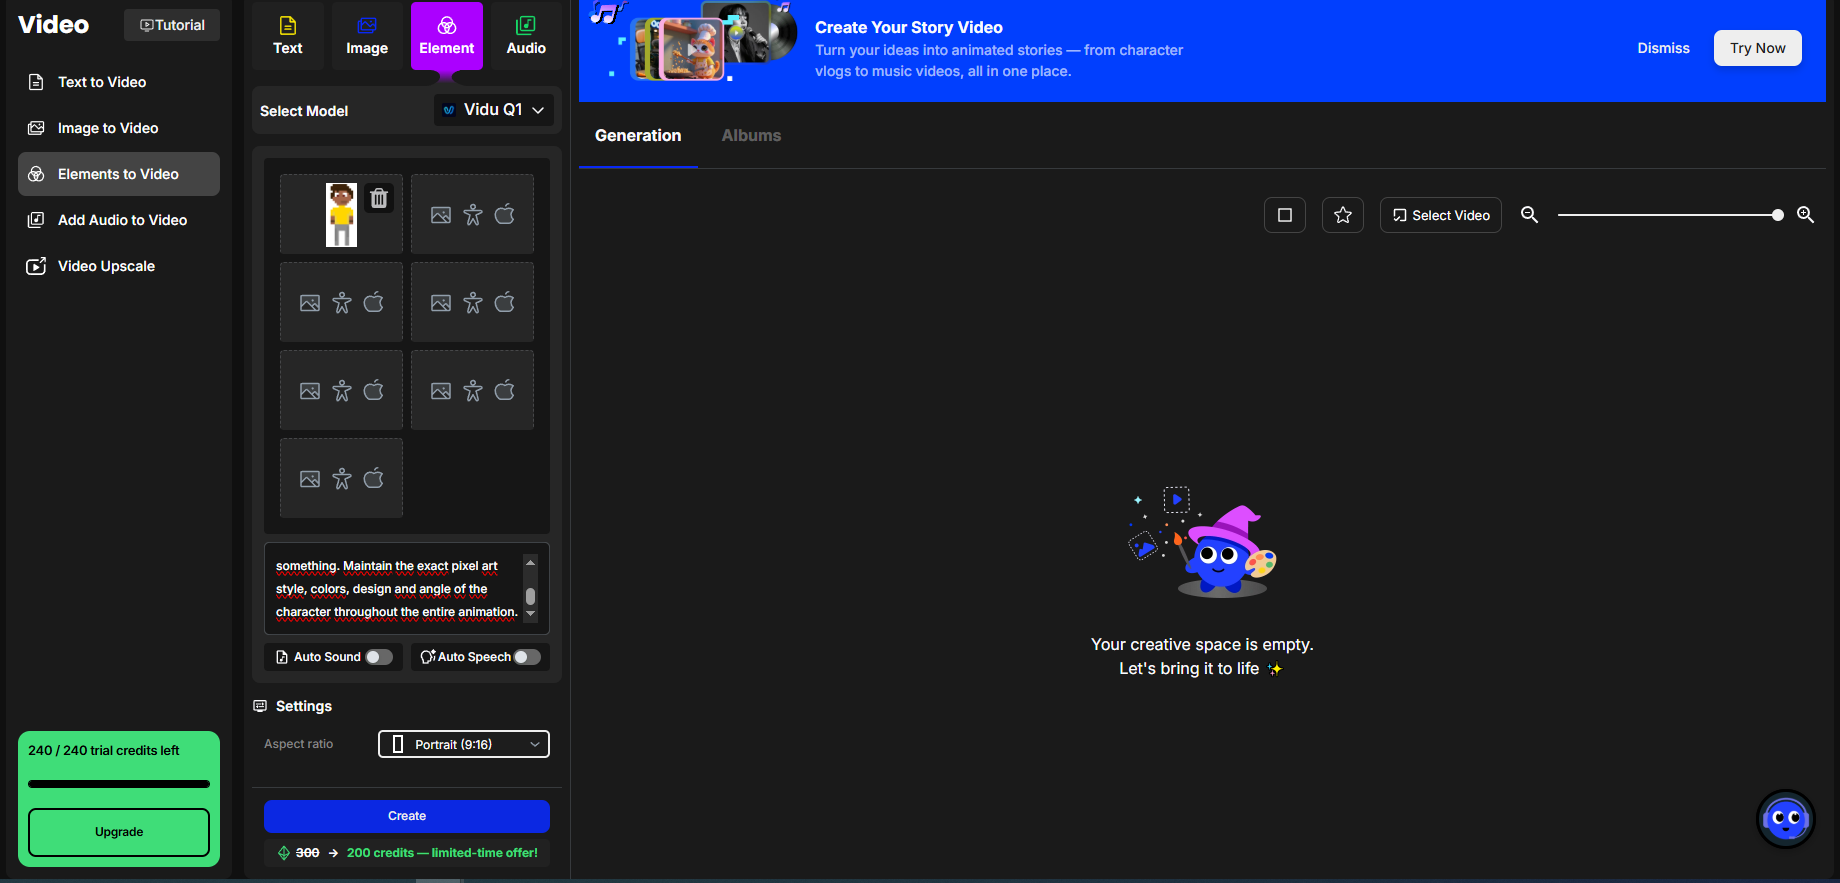 Video
Tutorial
Text to Video
Image to Video
Elements to Video
Add Audio to Video
Video Upscale
240 / 240 trial credits left
Upgrade
Text
Image
Element
Audio
Select Model
Vidu Q1
something. Maintain the exact pixel art
style, colors, design and angle of the
character throughout the entire animation.
Auto Sound
Auto Speech
Settings
Aspect ratio
Portrait (9:16)
Create
300 → 200 credits — limited-time offer!
Create Your Story Video
Turn your ideas into animated stories — from character
vlogs to music videos, all in one place.
Dismiss
Try Now
Generation
Albums
Select Video
Your creative space is empty.
Let's bring it to life ✨